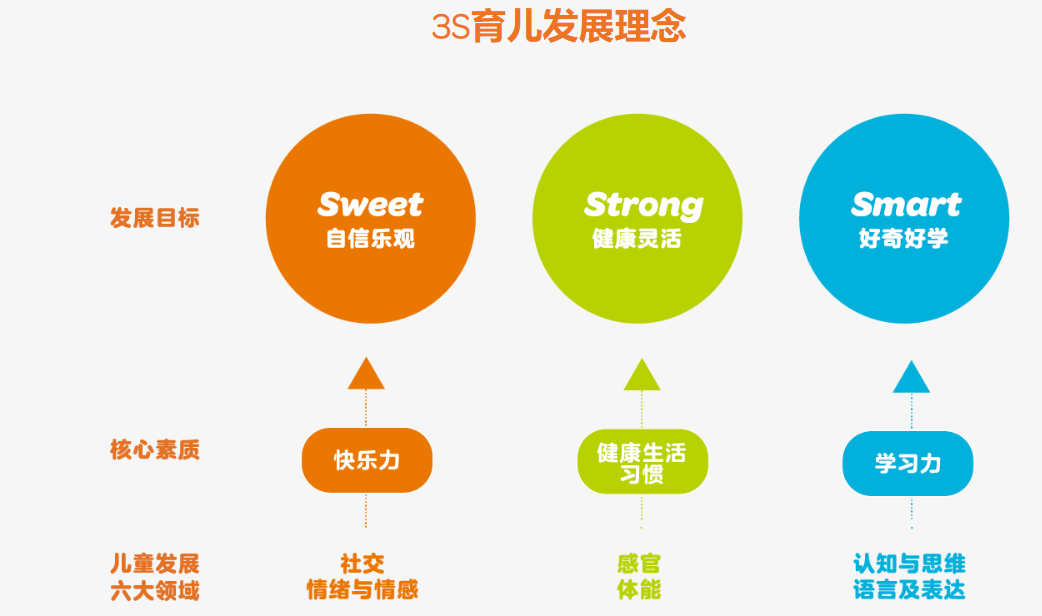 3S育儿发展理念
发展目标
Sweet
自信乐观
Strong
健康灵活
Smart
好奇好学
核心素质
快乐力
健康生活
习惯
学习力
儿童发展
六大领域
社交
情绪与情感
感官
体能
认知与思维
语言及表达